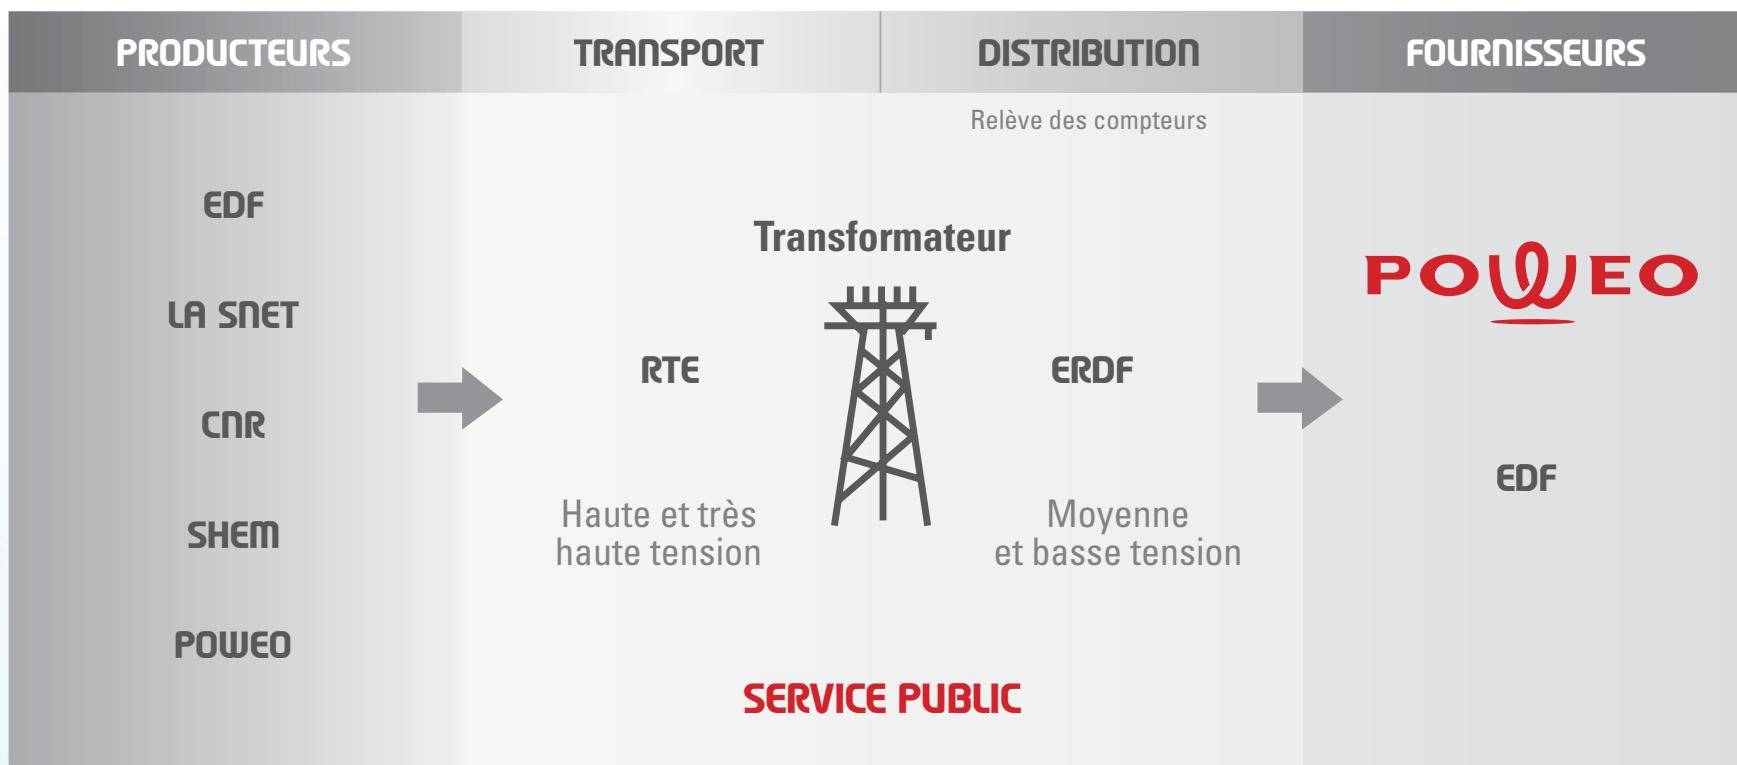 PRODUCTEURS
TRANSPORT
DISTRIBUTION
FOURNISSEURS
Relève des compteurs
EDF
LA SNET
CNR
SHEM
POWEO
Transformateur
RTE
ERDF
Haute et très
haute tension
Moyenne
et basse tension
SERVICE PUBLIC
POWEO
EDF